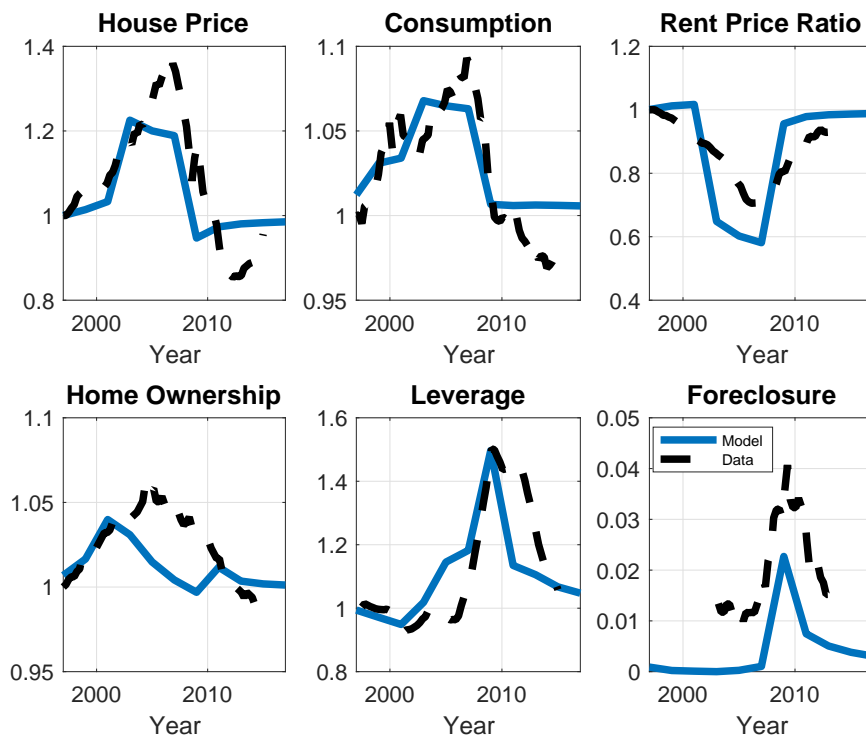 House Price
1.4
1.2
1
0.8
2000 2010
Year
Consumption
1.1
1.05
1
0.95
2000 2010
Year
Rent Price Ratio
1.2
1
0.8
0.6
0.4
2000 2010
Year
Home Ownership
1.1
1.05
1
0.95
2000 2010
Year
Leverage
1.6
1.4
1.2
1
0.8
2000 2010
Year
Foreclosure
0.05
0.04
0.03
0.02
0.01
0
Model
Data
2000 2010
Year